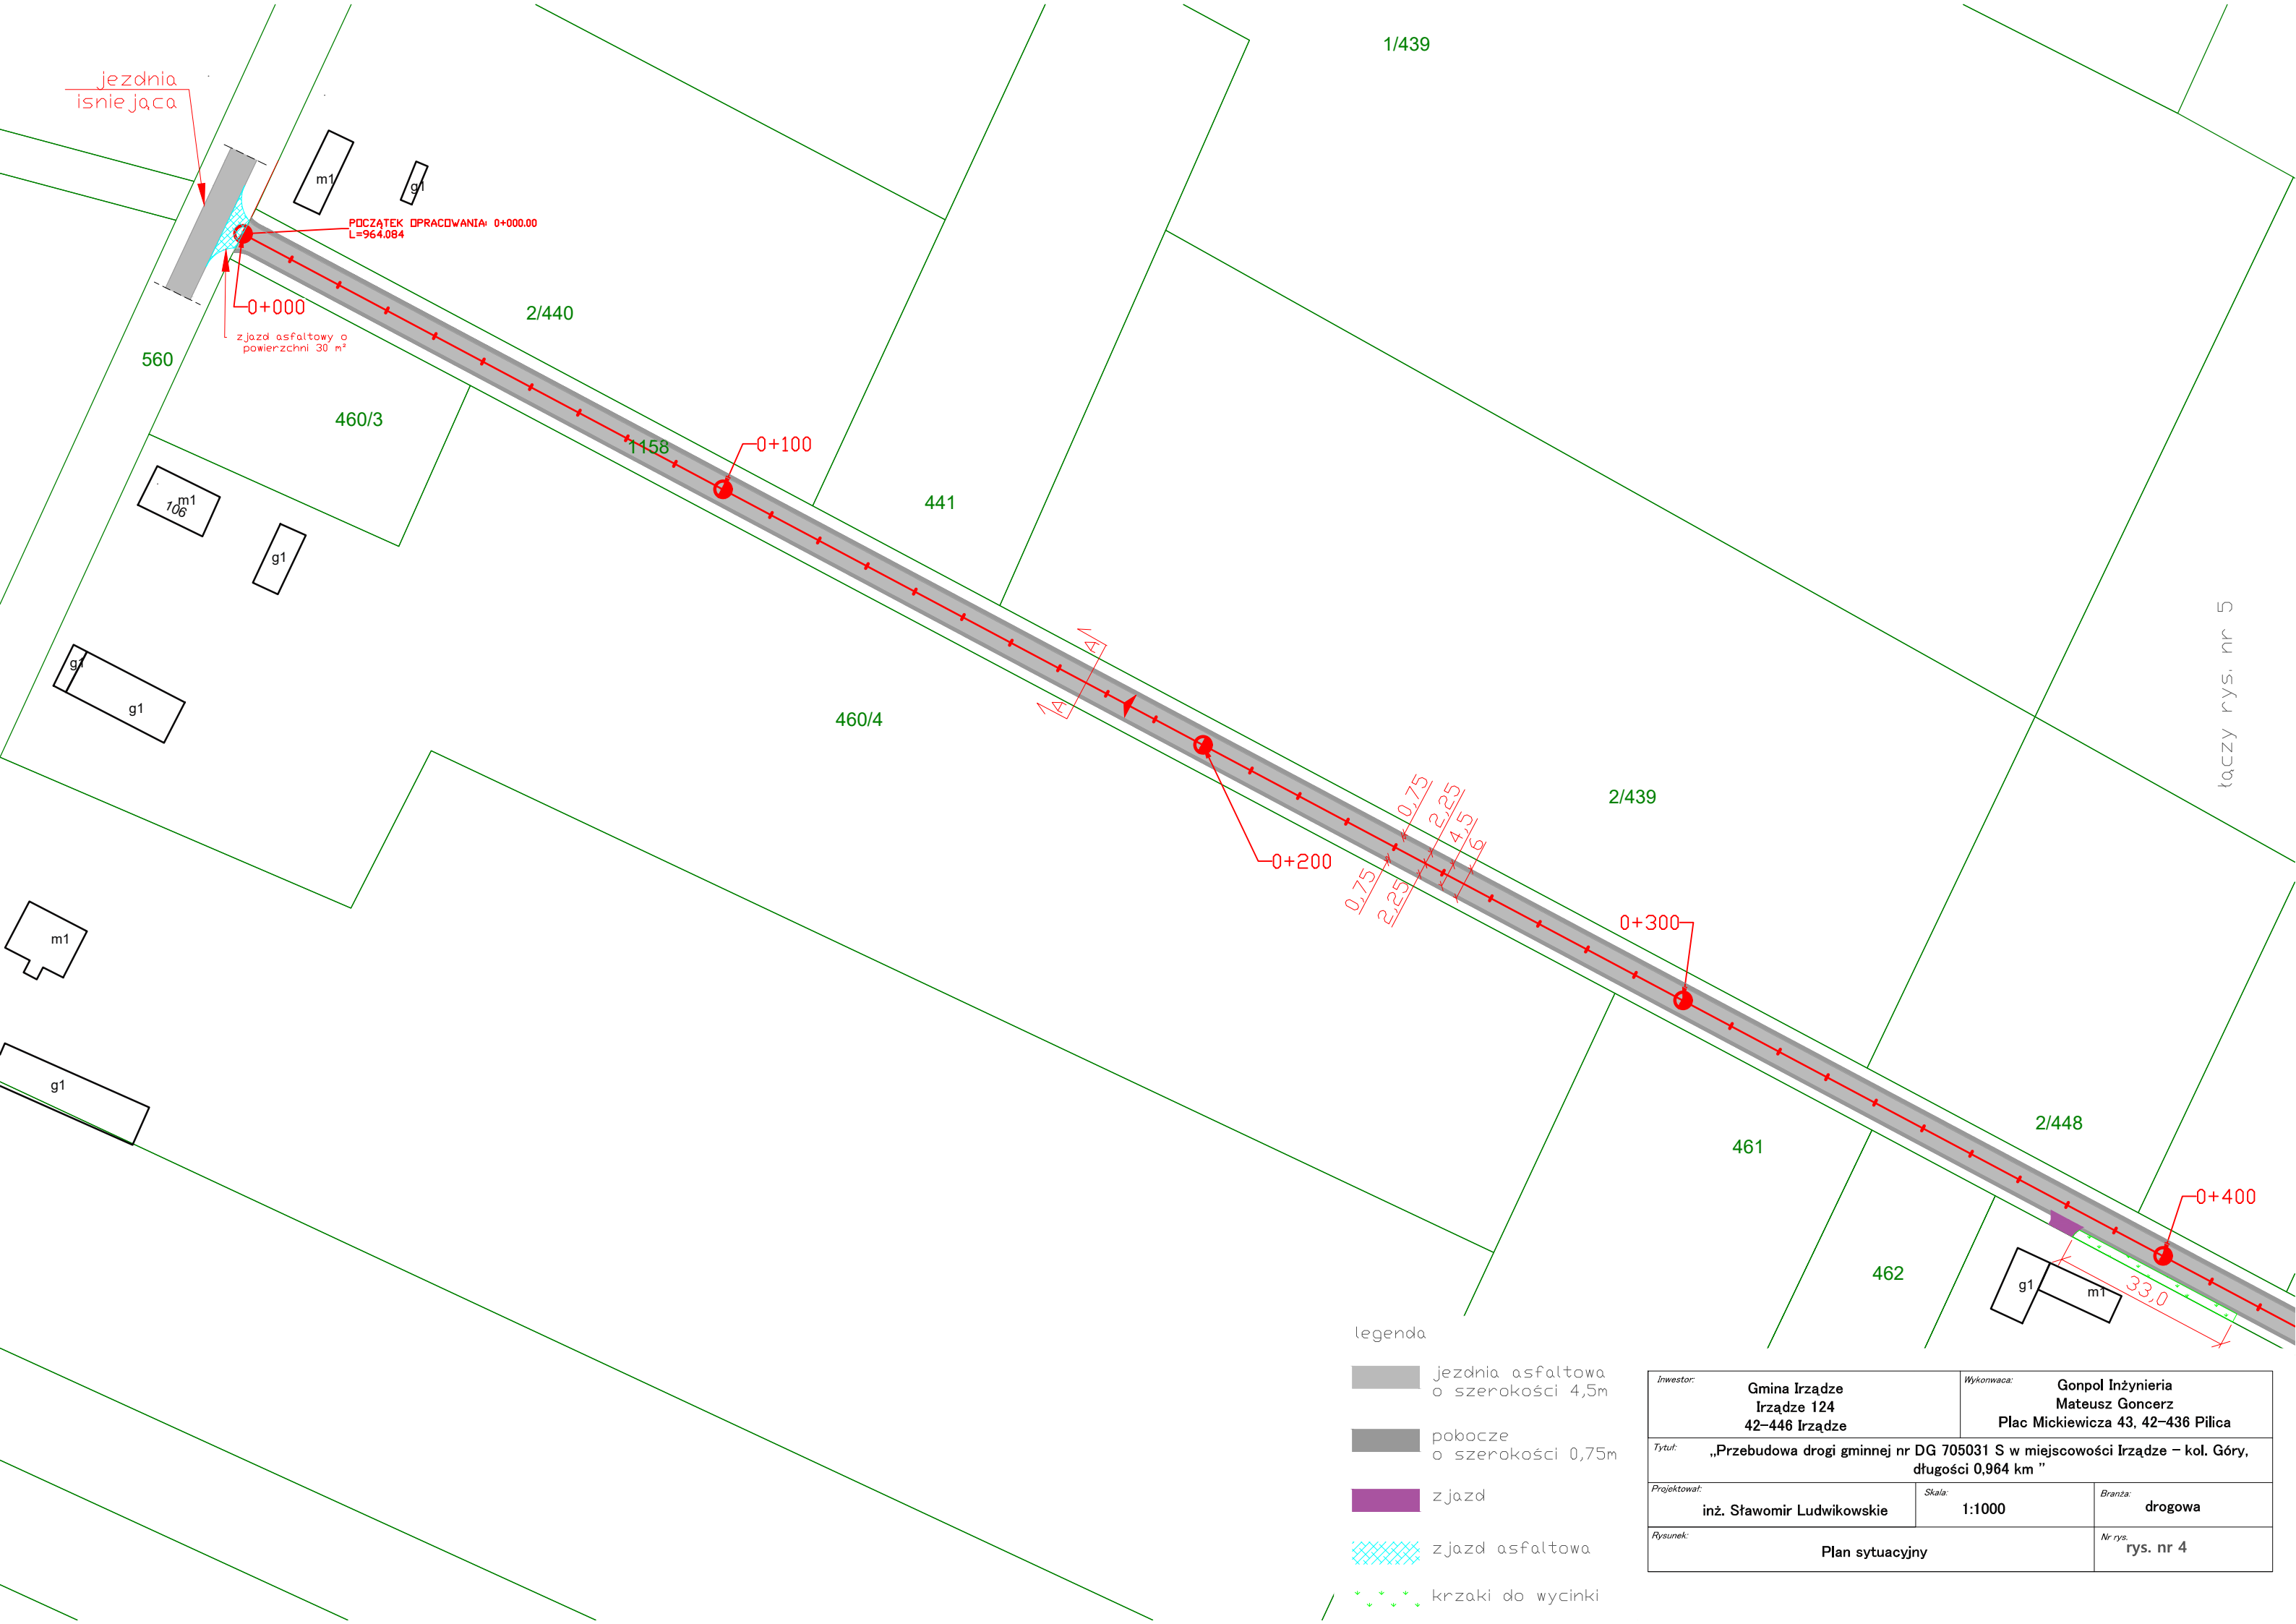 1/439
jezdnia
isniejąca
m1
g1
POCZĄTEK OPRACOWANIA: 0+000.00
L=964.084
0+000
zjazd asfaltowy o
powierzchni 30 m²
2/440
560
460/3
1158
0+100
441
m1
106
g1
g1
g1
A1
1A
460/4
łączy rys. nr 5
2/439
0,75
2,25
4,5
6
0,75
2,25
0+200
0+300
m1
g1
461
2/448
0+400
462
g1
m1
33,0
legenda
jezdnia asfaltowa
o szerokości 4,5m
pobocze
o szerokości 0,75m
zjazd
zjazd asfaltowa
krzaki do wycinki
Inwestor:
Gmina Irządze
Irządze 124
42-446 Irządze
Wykonwaca:
Gonpol Inżynieria
Mateusz Goncerz
Plac Mickiewicza 43, 42-436 Pilica
Tytuł:
„Przebudowa drogi gminnej nr DG 705031 S w miejscowości Irządze – kol. Góry,
długości 0,964 km ”
Projektował:
inż. Sławomir Ludwikowskie
Skala:
1:1000
Branża:
drogowa
Rysunek:
Plan sytuacyjny
Nr rys.
rys. nr 4